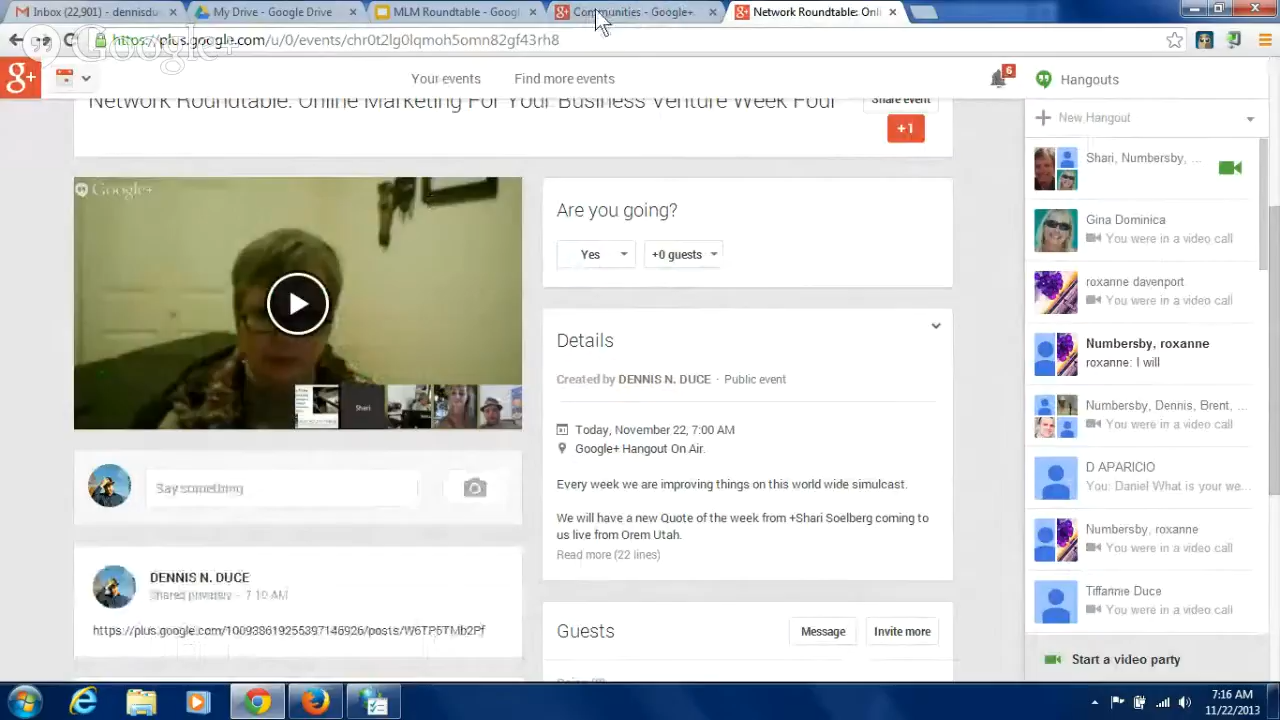 Inbox (22,901) - dennisdu
My Drive - Google Drive
MLM Roundtable - Goog
Communities - Google+
Network Roundtable: Onl
https://plus.google.com/u/0/events/chr0t2lg0lqmoh5omn82gf43rh8
Google+
g+
Your events
Find more events
6
Hangouts
Network Roundtable: Online Marketing For Your Business Venture Week Four
Share event
+1
New Hangout
Google+
Shari
Say something
DENNIS N. DUCE
Shared privately - 7:10 AM
https://plus.google.com/100938619255397146926/posts/W6TP5TMb2Pf
Are you going?
Yes
+0 guests
Details
Created by DENNIS N. DUCE · Public event
Today, November 22, 7:00 AM
Google+ Hangout On Air.
Every week we are improving things on this world wide simulcast.
We will have a new Quote of the week from +Shari Soelberg coming to
us live from Orem Utah.
Read more (22 lines)
Guests
Message
Invite more
Shari, Numbersby, ...
Gina Dominica
You were in a video call
roxanne davenport
You were in a video call
Numbersby, roxanne
roxanne: I will
Numbersby, Dennis, Brent, ...
You were in a video call
D APARICIO
You: Daniel What is your we...
Numbersby, roxanne
You were in a video call
Tiffannie Duce
You were in a video call
Start a video party
7:16 AM
11/22/2013